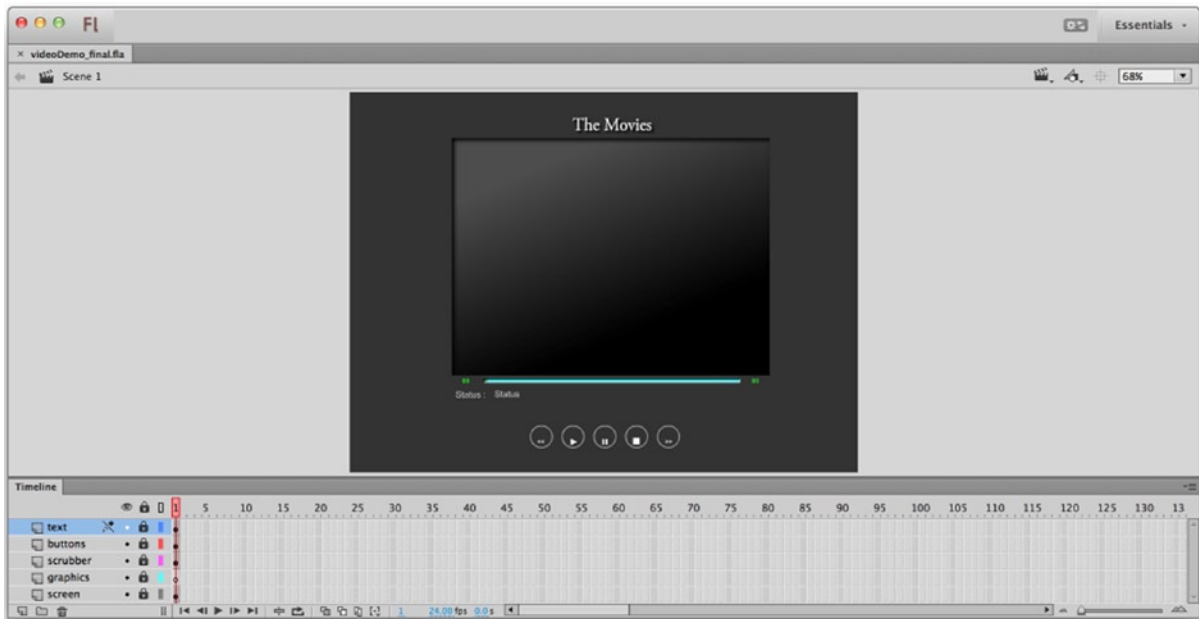 Fl
Essentials
videoDemo_final.fla
Scene 1
68%
The Movies
Status : Status
Timeline
1 5 10 15 20 25 30 35 40 45 50 55 60 65 70 75 80 85 90 95 100 105 110 115 120 125 130 13
text
buttons
scrubber
graphics
screen
1 24.00 fps 0.0 s